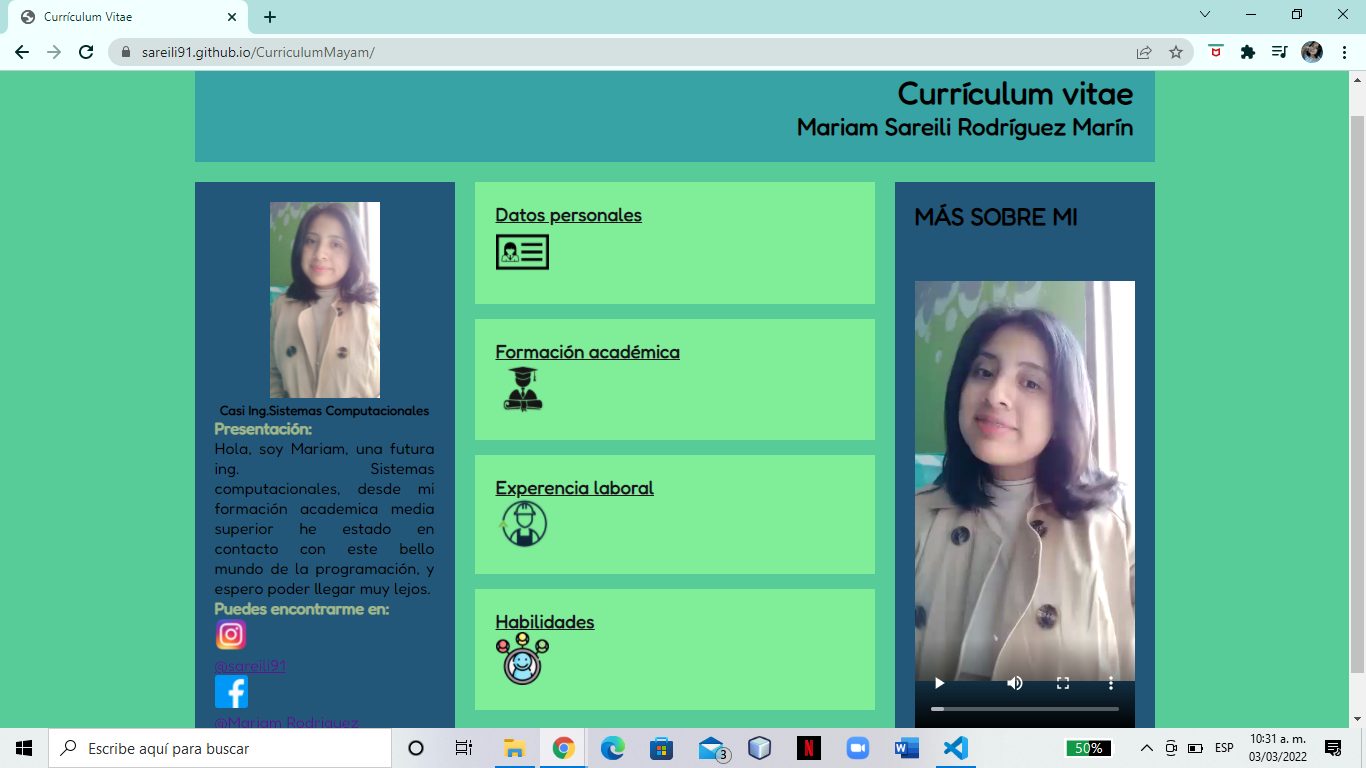 Currículum Vitae
sareili91.github.io/CurriculumMayam/
Currículum vitae
Mariam Sareili Rodríguez Marín
Casi Ing.Sistemas Computacionales
Presentación:
Hola, soy Mariam, una futura
ing. Sistemas
computacionales, desde mi
formación academica media
superior he estado en
contacto con este bello
mundo de la programación, y
espero poder llegar muy lejos.
Puedes encontrarme en:
@sareili91
@Mariam Rodriguez
Datos personales
Formación académica
Experencia laboral
Habilidades
MÁS SOBRE MI
Escribe aquí para buscar
3
N
W
50%
ESP
10:31 a. m.
03/03/2022